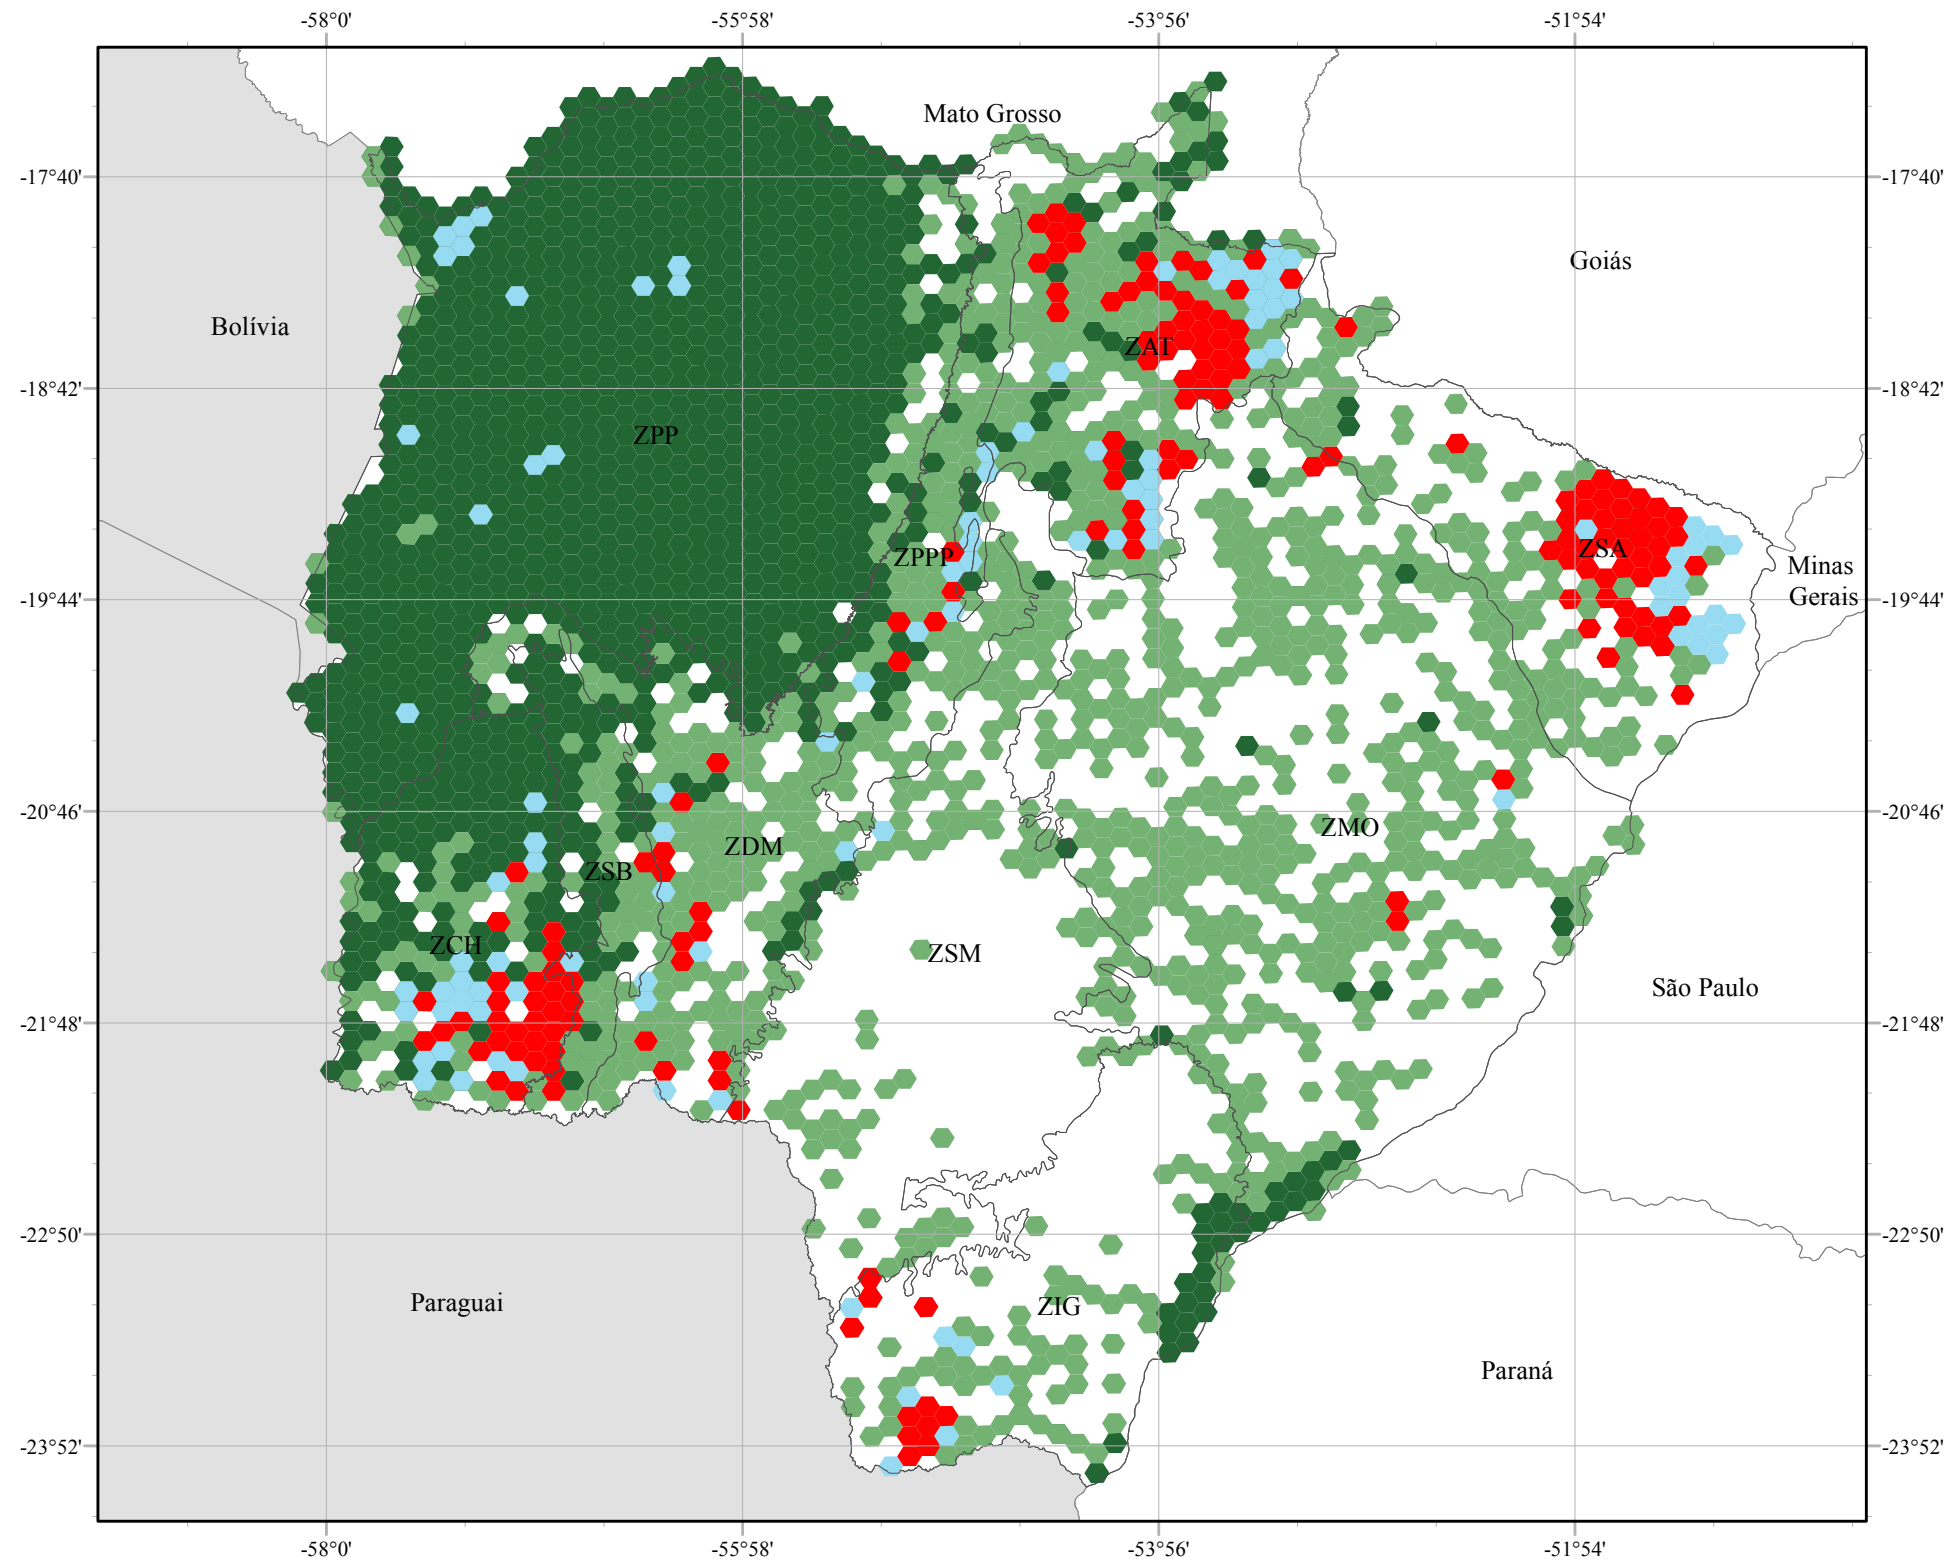 -58°0' -55°58' -53°56' -51°54'
Mato Grosso
-17°40' -17°40'
Goiás
Bolívia
ZAT
-18°42' -18°42'
ZPP
ZSA
ZPPP
Minas
Gerais
-19°44' -19°44'
-20°46' -20°46'
ZMO
ZDM
ZSB
ZCH
ZSM
São Paulo
-21°48' -21°48'
-22°50' -22°50'
Paraguai
ZIG
Paraná
-23°52' -23°52'
-58°0' -55°58' -53°56' -51°54'